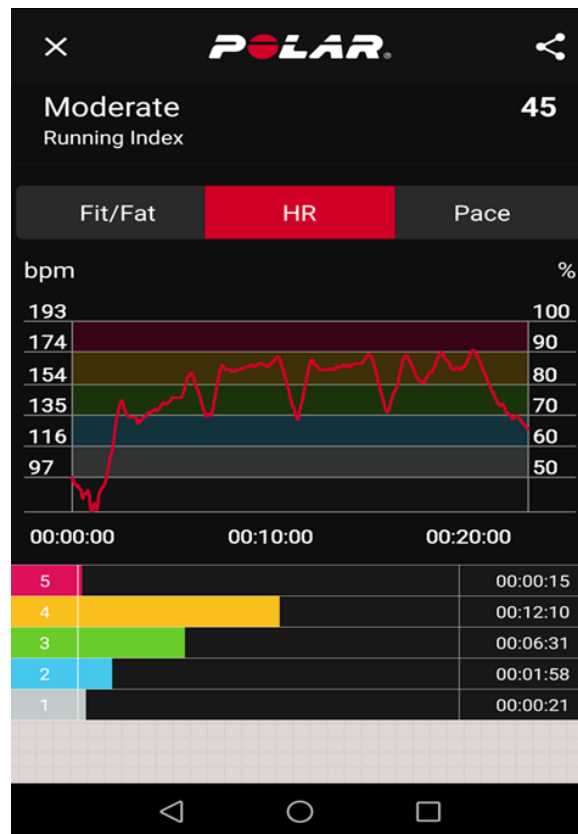 POLAR®
Moderate 45
Running Index
Fit/Fat HR Pace
bpm %
193 100
174 90
154 80
135 70
116 60
97 50
00:00:00 00:10:00 00:20:00
5 00:00:15
4 00:12:10
3 00:06:31
2 00:01:58
1 00:00:21